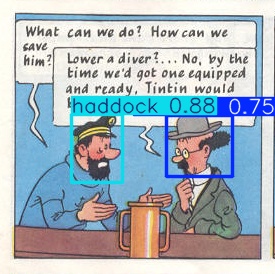 What can we do? How can we
save
him?
Lower a diver?... No, by the
time we'd got one equipped
and ready, Tintin would
haddock 0.88
0.75